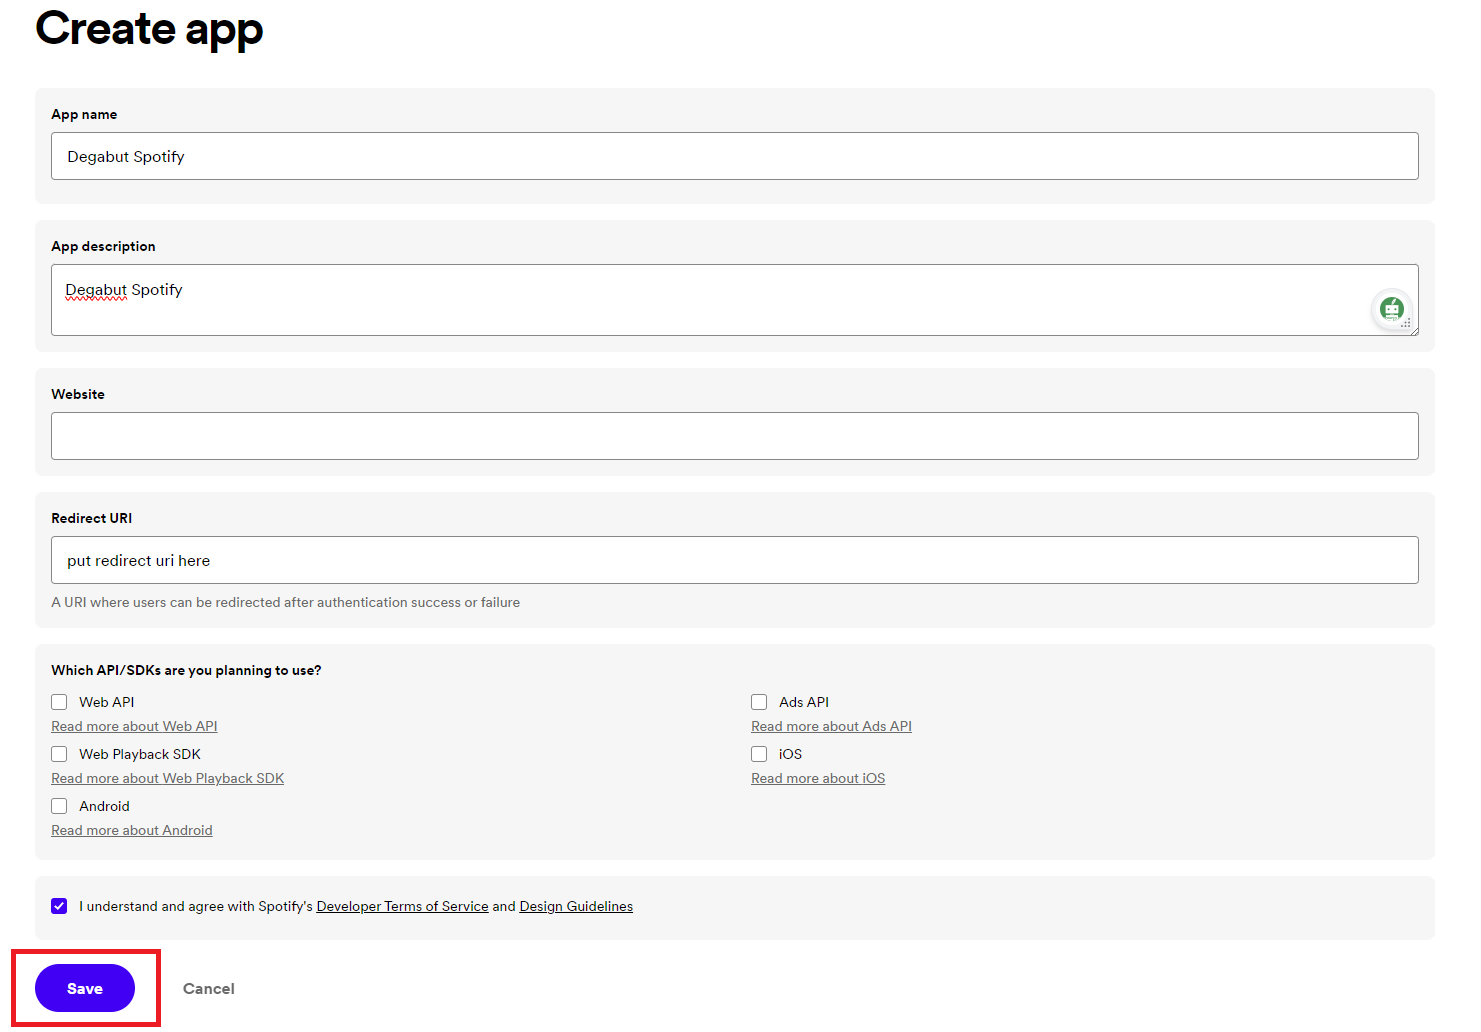 Create app
App name
Degabut Spotify
App description
Degabut Spotify
Website
Redirect URI
put redirect uri here
A URI where users can be redirected after authentication success or failure
Which API/SDKs are you planning to use?
Web API
Read more about Web API
Web Playback SDK
Read more about Web Playback SDK
Android
Read more about Android
Ads API
Read more about Ads API
iOS
Read more about iOS
I understand and agree with Spotify's Developer Terms of Service and Design Guidelines
Save
Cancel